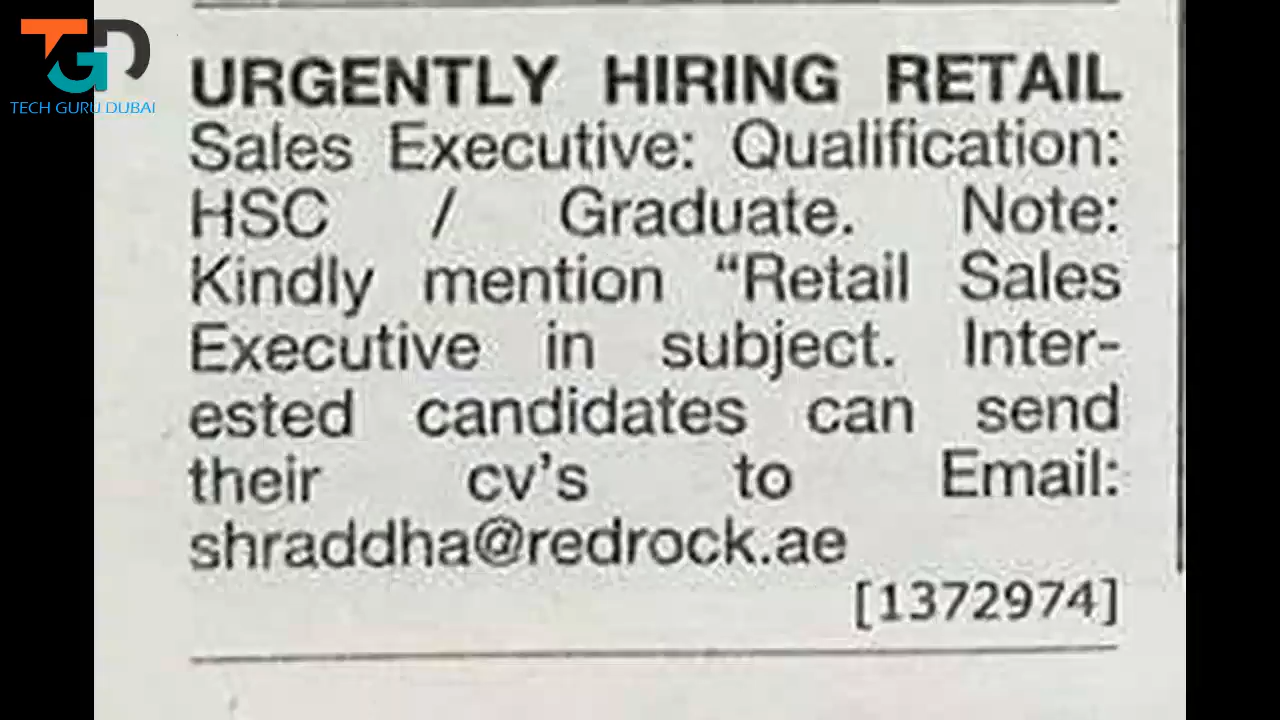 TECH GURU DUBAI
URGENTLY HIRING RETAIL
Sales Executive: Qualification:
HSC / Graduate. Note:
Kindly mention “Retail Sales
Executive in subject. Inter-
ested candidates can send
their cv’s to Email:
shraddha@redrock.ae
[1372974]